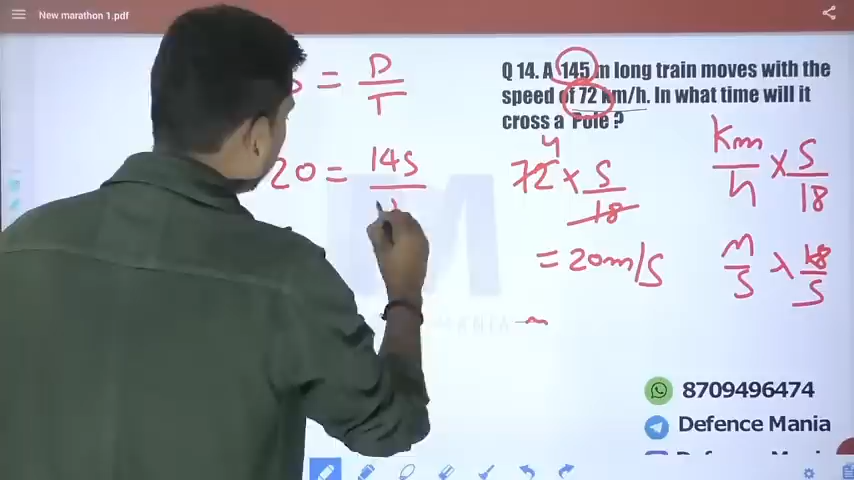 New marathon 1.pdf
Q 14. A 145 m long train moves with the
speed of 72 km/h. In what time will it
cross a Pole ?
= D/T
20 = 145/
72 4 × 5/18
= 20m/s
Km/h × 5/18
m/s × 18/5
MANIA
8709496474
Defence Mania